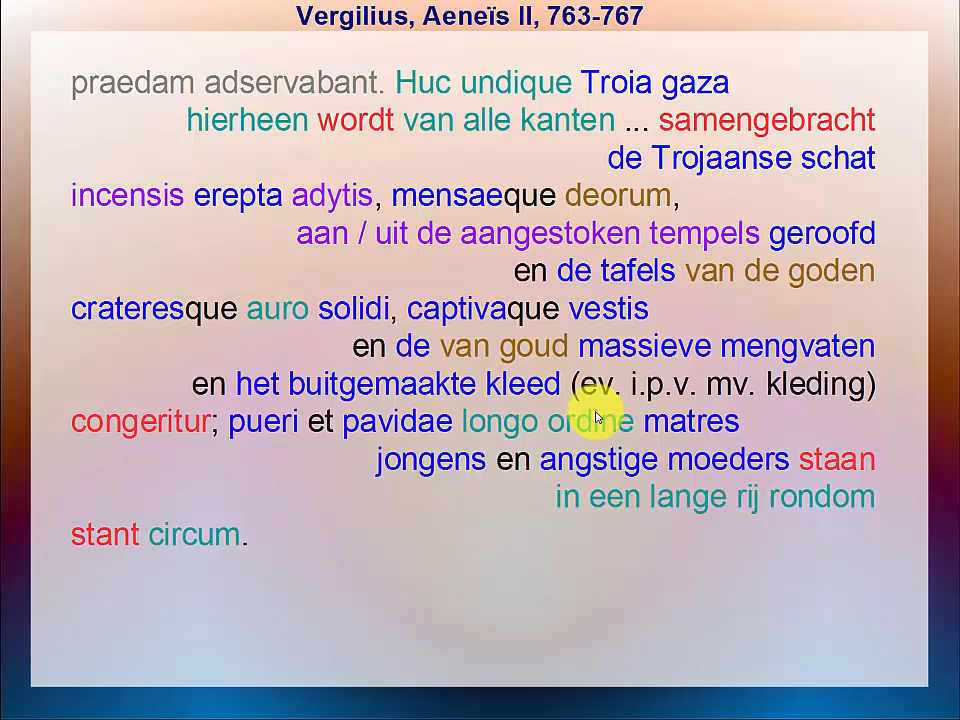 Vergilius, Aeneïs II, 763-767
praedam adservabant. Huc undique Troia gaza
hierheen wordt van alle kanten ... samengebracht
de Trojaanse schat
incensis erepta adytis, mensaeque deorum,
aan / uit de aangestoken tempels geroofd
en de tafels van de goden
crateresque auro solidi, captivaque vestis
en de van goud massieve mengvaten
en het buitgemaakte kleed (ev. i.p.v. mv. kleding)
congeritur; pueri et pavidae longo ordine matres
jongens en angstige moeders staan
in een lange rij rondom
stant circum.